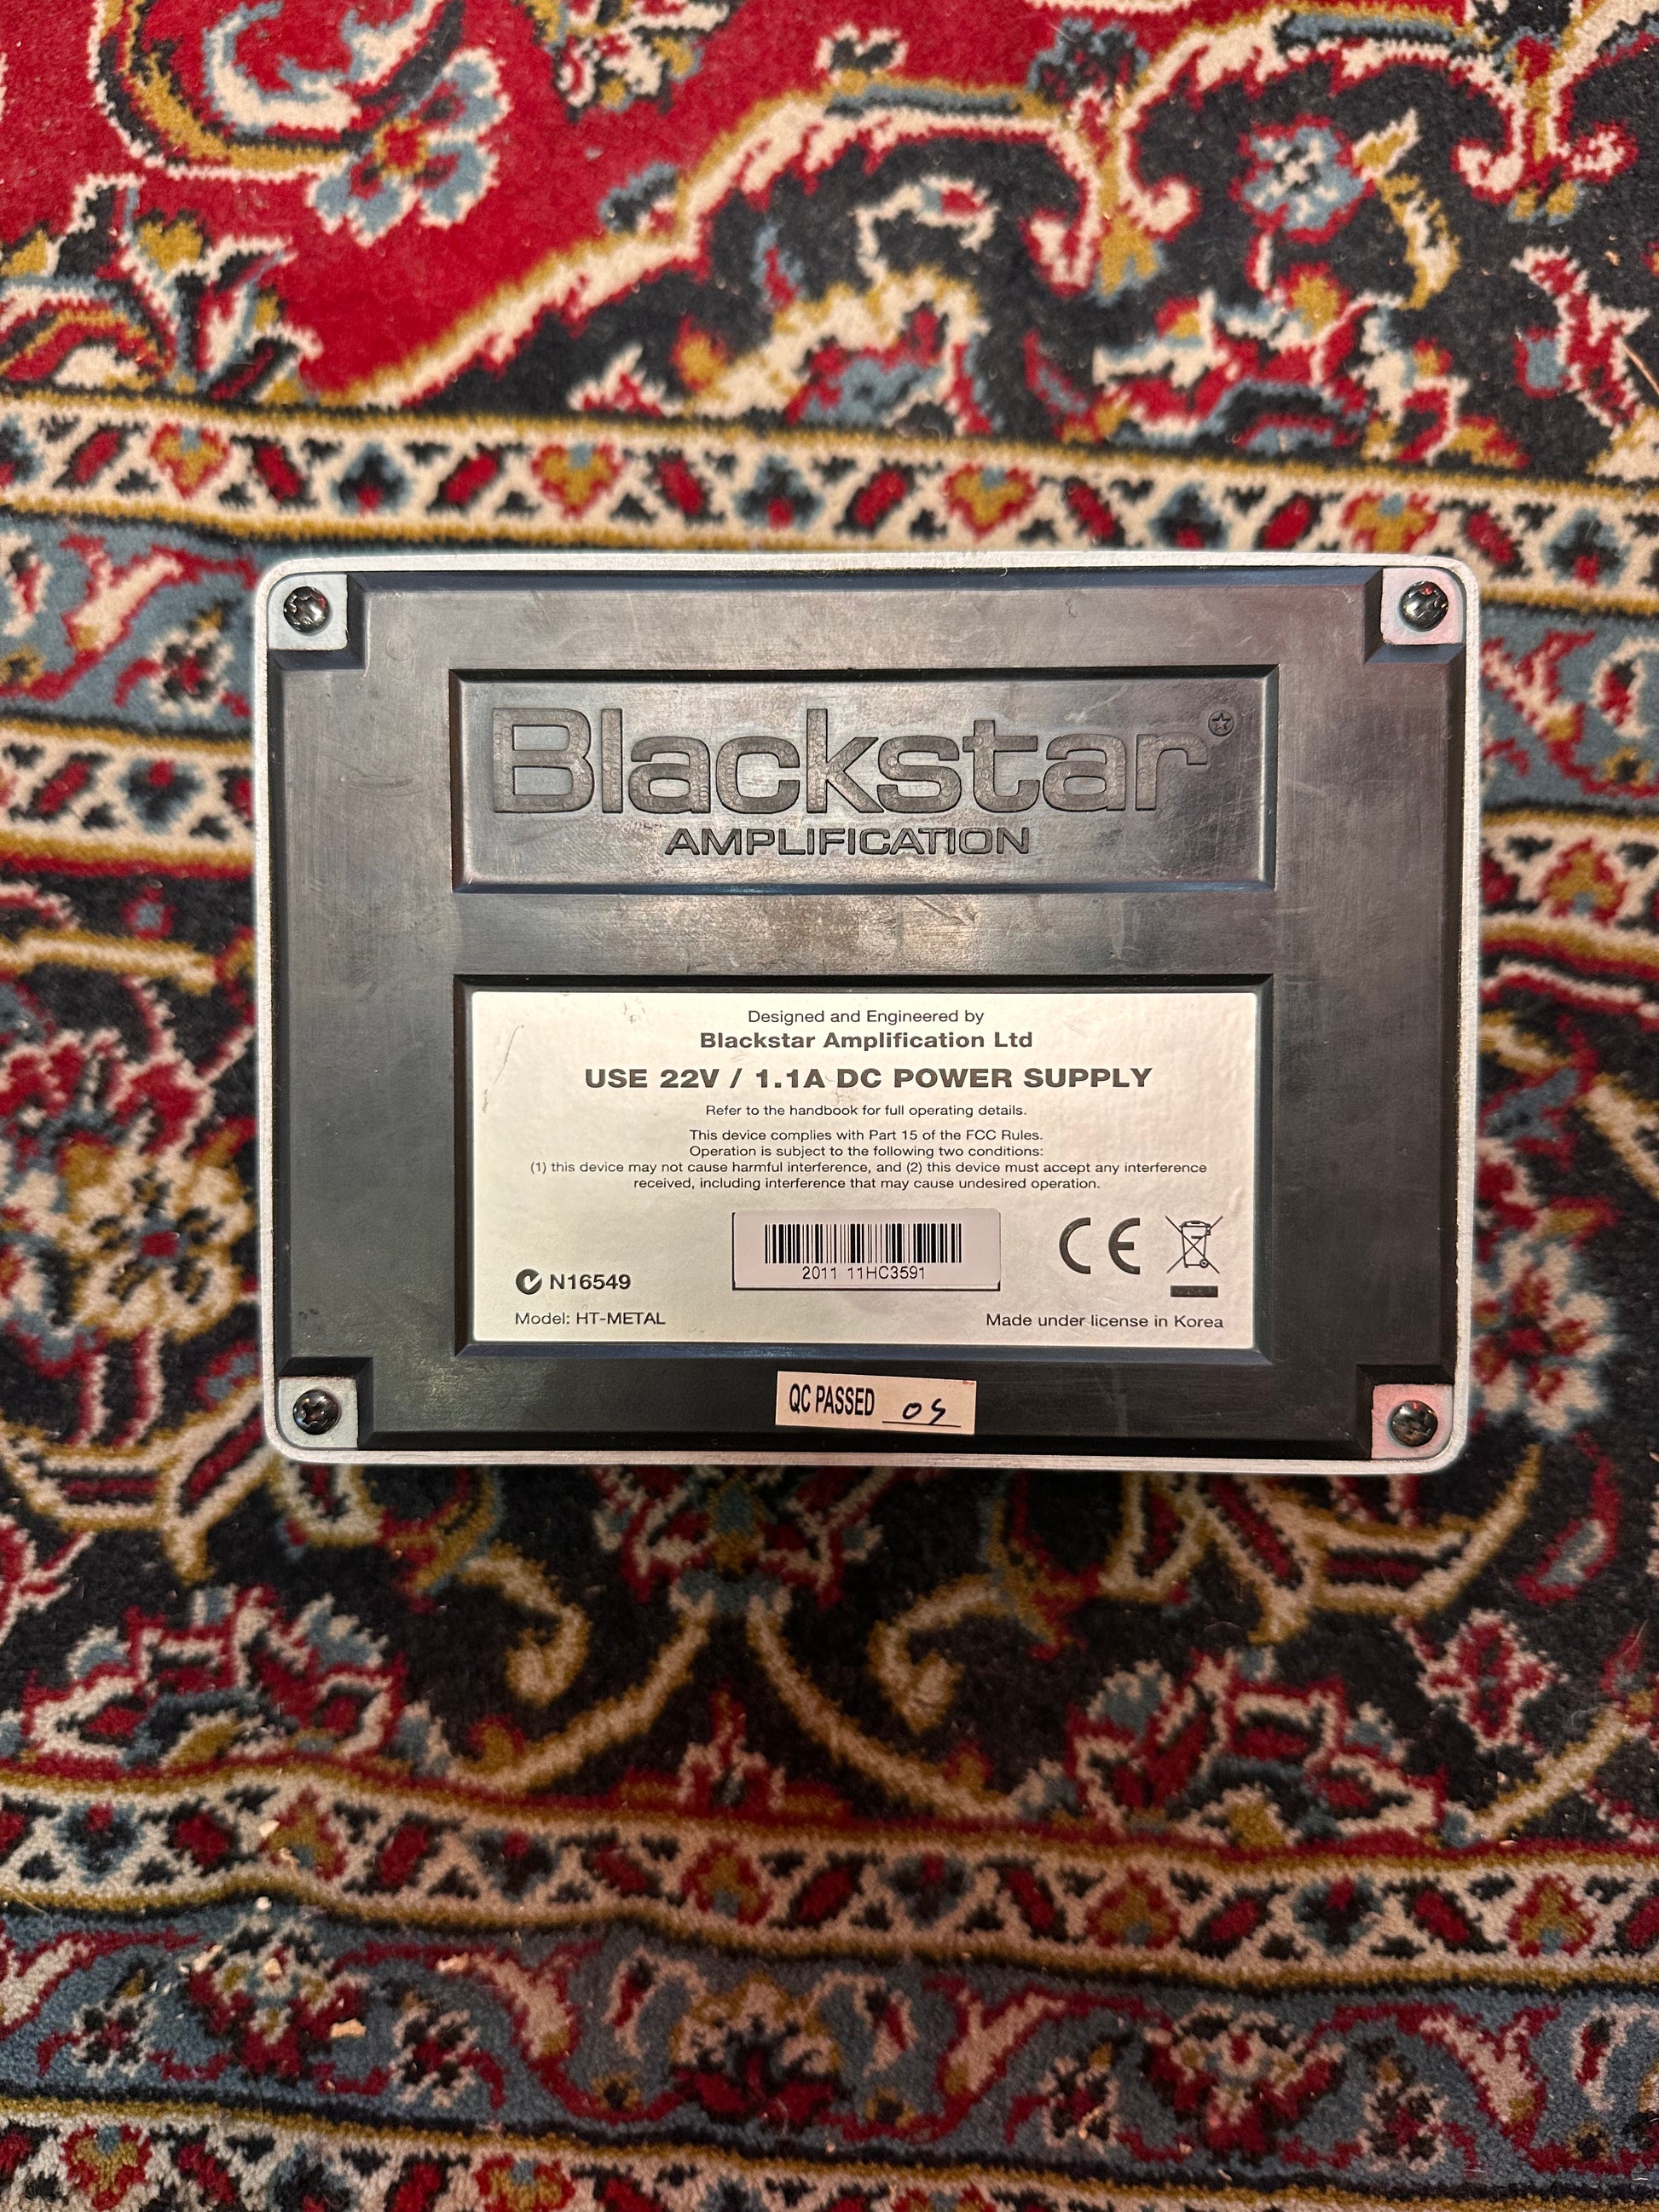 Blackstar
AMPLIFICATION
Designed and Engineered by
Blackstar Amplification Ltd
USE 22V / 1.1A DC POWER SUPPLY
Refer to the handbook for full operating details.
This device complies with Part 15 of the FCC Rules.
Operation is subject to the following two conditions:
(1) this device may not cause harmful interference, and (2) this device must accept any interference
received, including interference that may cause undesired operation.
2011 11HC3591
CE
N16549
Model: HT-METAL
Made under license in Korea
QC PASSED